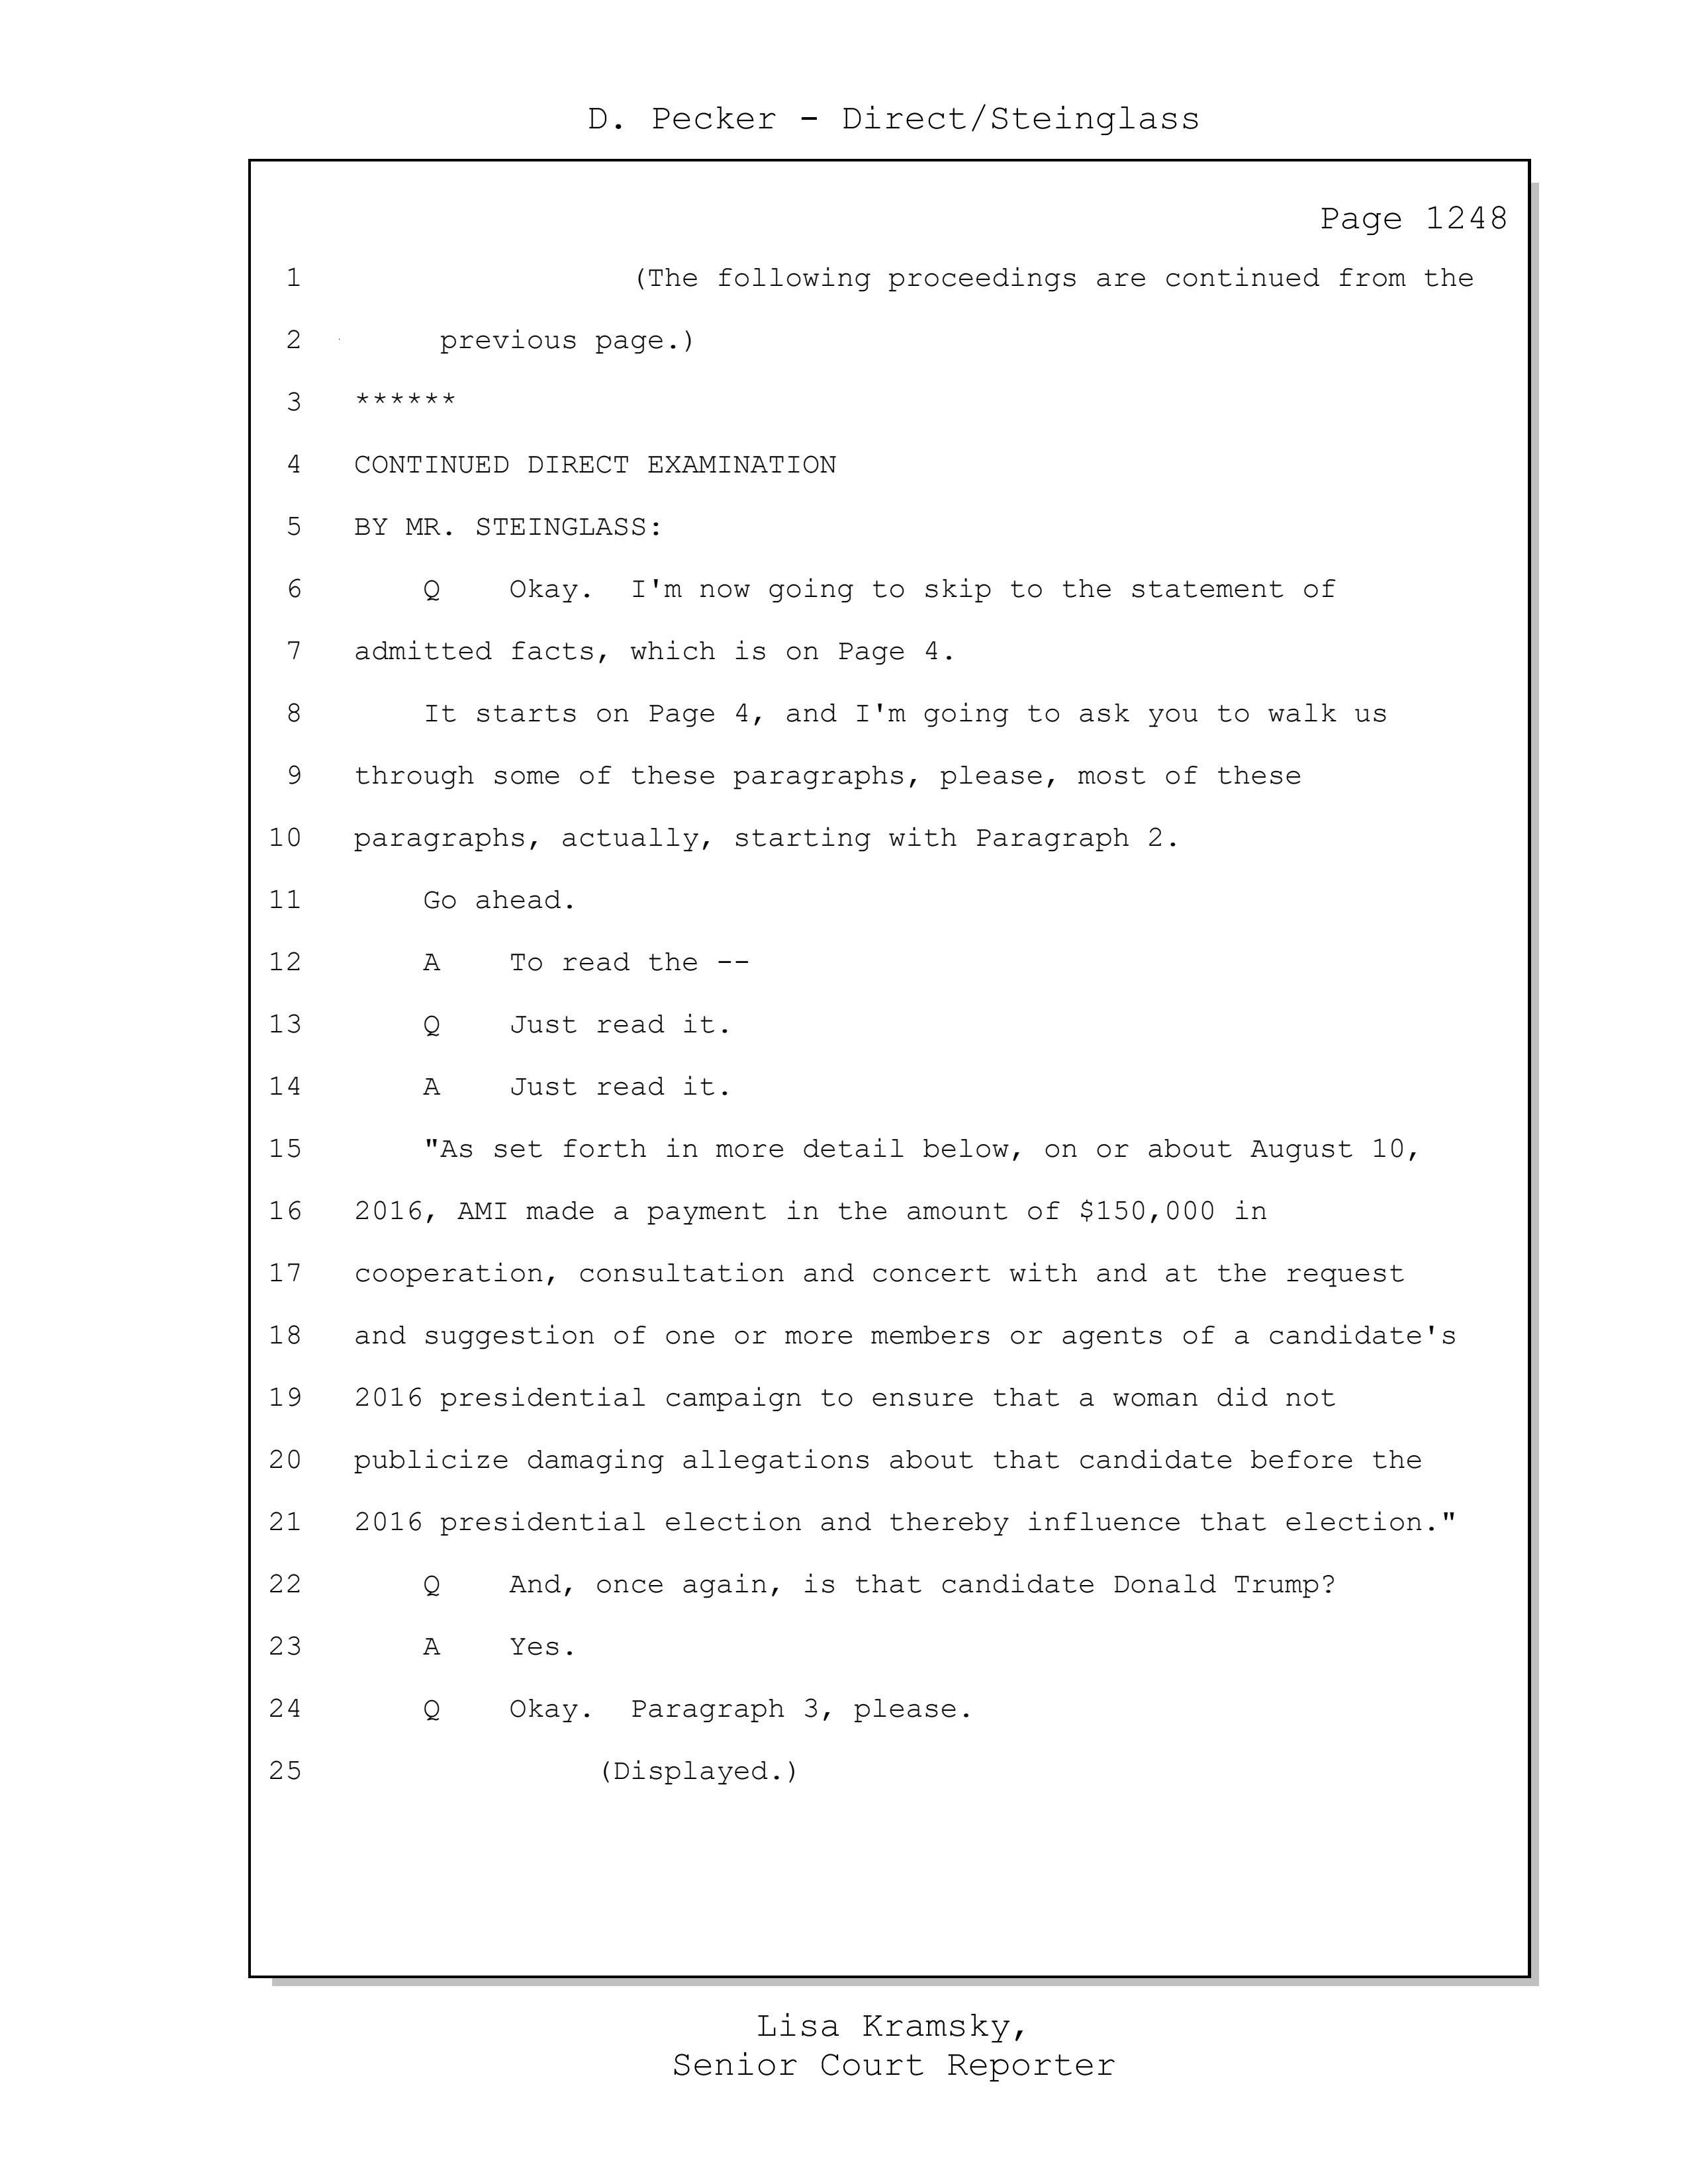 D. Pecker - Direct/Steinglass
Page 1248
1 (The following proceedings are continued from the
2 previous page.)
3 ******
4 CONTINUED DIRECT EXAMINATION
5 BY MR. STEINGLASS:
6 Q Okay. I'm now going to skip to the statement of
7 admitted facts, which is on Page 4.
8 It starts on Page 4, and I'm going to ask you to walk us
9 through some of these paragraphs, please, most of these
10 paragraphs, actually, starting with Paragraph 2.
11 Go ahead.
12 A To read the --
13 Q Just read it.
14 A Just read it.
15 "As set forth in more detail below, on or about August 10,
16 2016, AMI made a payment in the amount of $150,000 in
17 cooperation, consultation and concert with and at the request
18 and suggestion of one or more members or agents of a candidate's
19 2016 presidential campaign to ensure that a woman did not
20 publicize damaging allegations about that candidate before the
21 2016 presidential election and thereby influence that election."
22 Q And, once again, is that candidate Donald Trump?
23 A Yes.
24 Q Okay. Paragraph 3, please.
25 (Displayed.)
Lisa Kramsky,
Senior Court Reporter